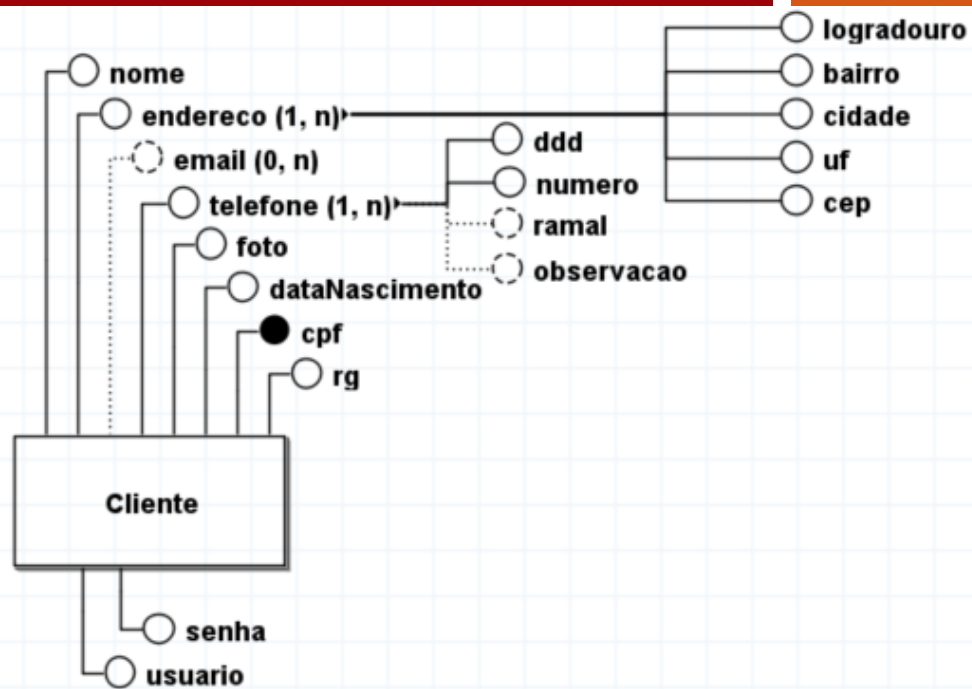 nome
endereco (1, n)
email (0, n)
telefone (1, n)
foto
dataNascimento
cpf
rg
logradouro
bairro
cidade
uf
cep
ddd
numero
ramal
observacao
Cliente
senha
usuario